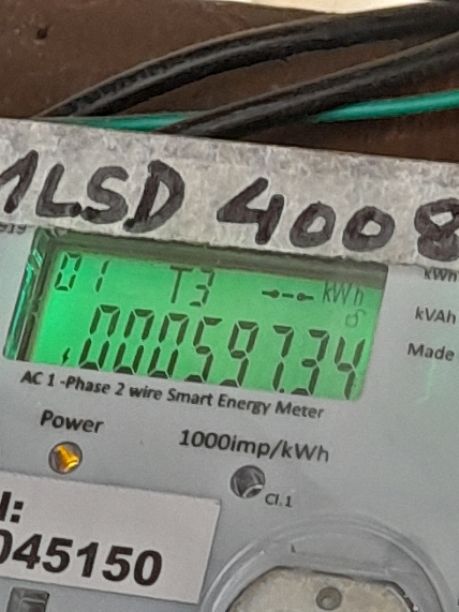 1LSD 4008
919
01 T3 kWh
00059734
kWh
kVAh
Made
AC 1 -Phase 2 wire Smart Energy Meter
Power
1000imp/kWh
Cl.1
045150